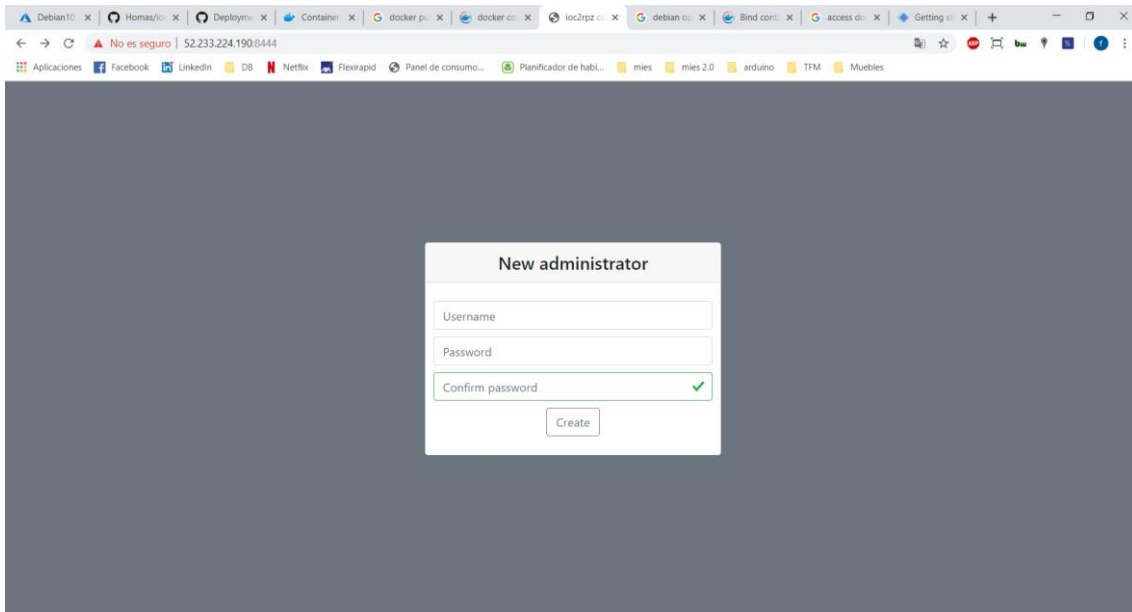 Debian10 Homas/io Deployme Container docker pu docker co ioc2rpz co debian op Bind cont access do Getting st
No es seguro | 52.233.224.190:8444
Aplicaciones Facebook LinkedIn DB Netflix Flexirapid Panel de consumo... Planificador de habi... mies mies 2.0 arduino TFM Muebles
New administrator
Username
Password
Confirm password
Create